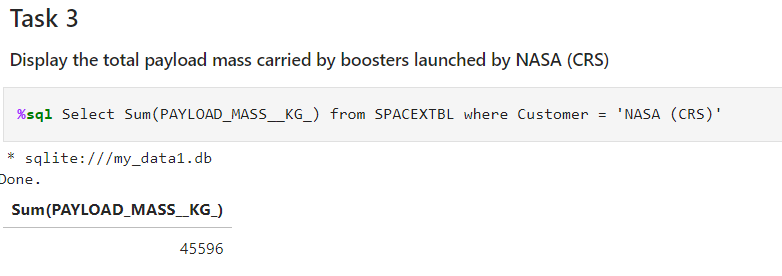 Task 3
Display the total payload mass carried by boosters launched by NASA (CRS)
%sql Select Sum(PAYLOAD_MASS__KG_) from SPACEXTBL where Customer = 'NASA (CRS)'
* sqlite:///my_data1.db
Done.
Sum(PAYLOAD_MASS__KG_)
45596